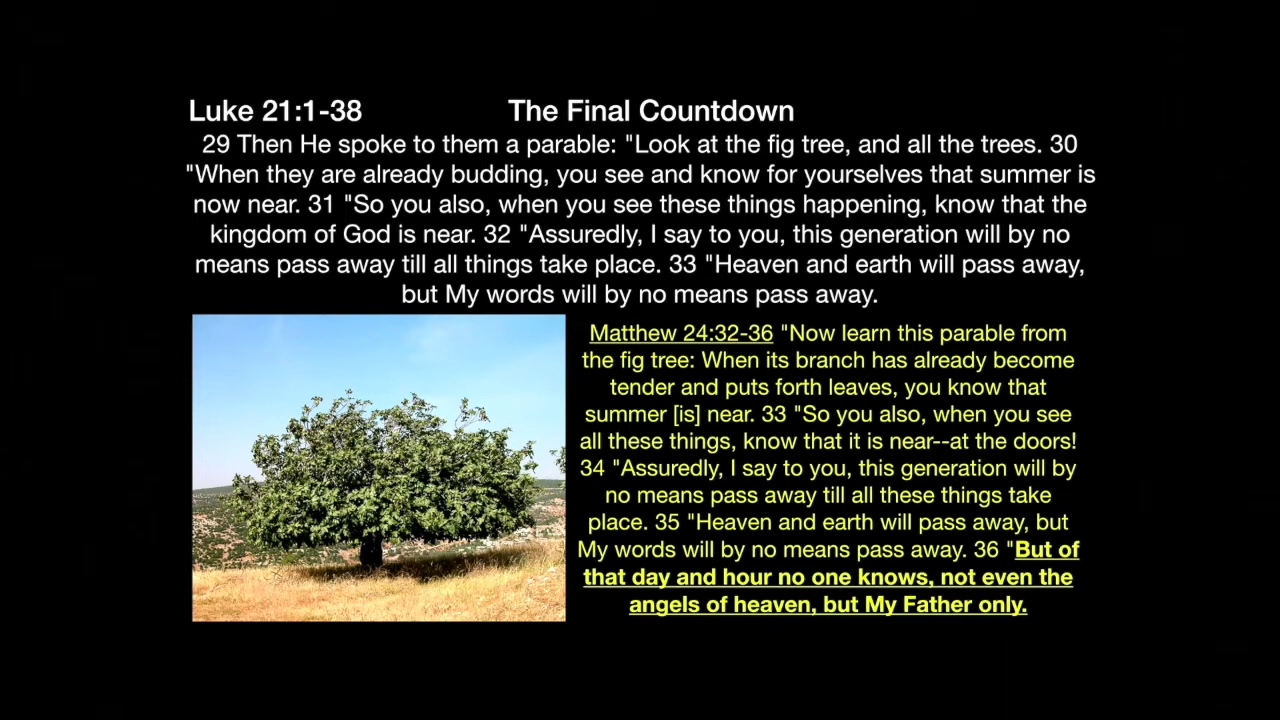 Luke 21:1-38 The Final Countdown
29 Then He spoke to them a parable: "Look at the fig tree, and all the trees. 30
"When they are already budding, you see and know for yourselves that summer is
now near. 31 "So you also, when you see these things happening, know that the
kingdom of God is near. 32 "Assuredly, I say to you, this generation will by no
means pass away till all things take place. 33 "Heaven and earth will pass away,
but My words will by no means pass away.
Matthew 24:32-36 "Now learn this parable from
the fig tree: When its branch has already become
tender and puts forth leaves, you know that
summer [is] near. 33 "So you also, when you see
all these things, know that it is near--at the doors!
34 "Assuredly, I say to you, this generation will by
no means pass away till all these things take
place. 35 "Heaven and earth will pass away, but
My words will by no means pass away. 36 "But of
that day and hour no one knows, not even the
angels of heaven, but My Father only.